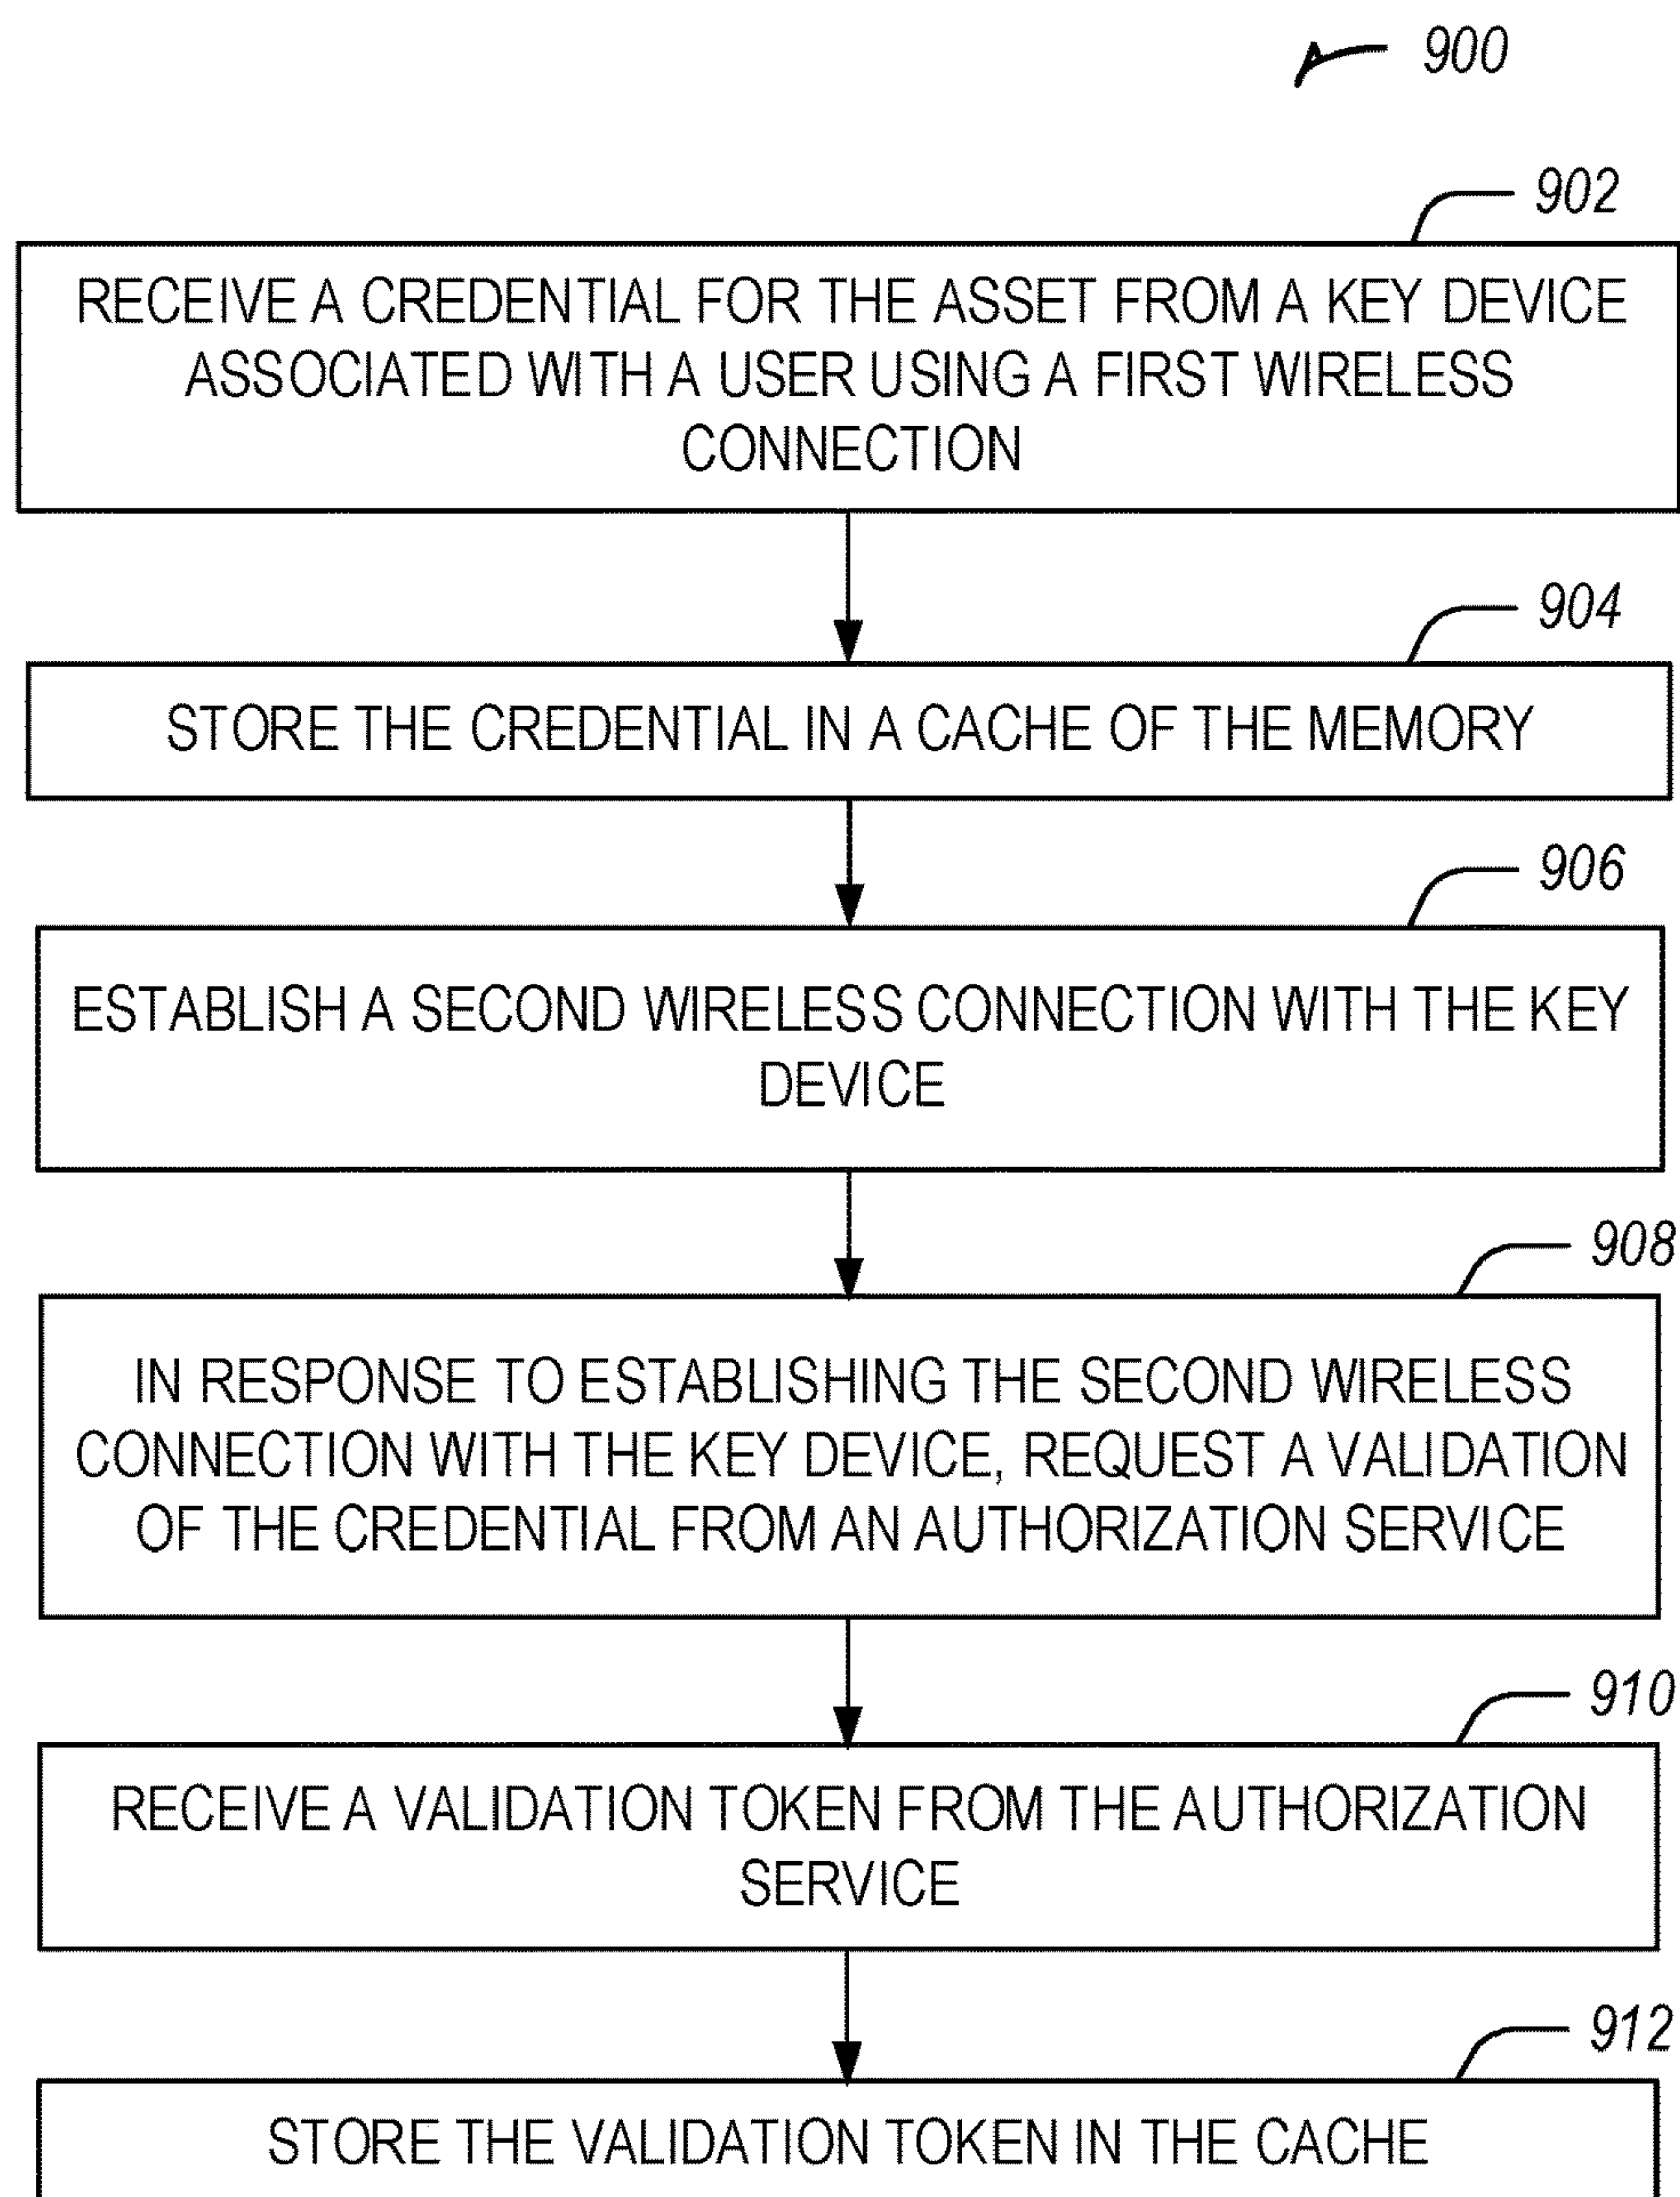 900
902
RECEIVE A CREDENTIAL FOR THE ASSET FROM A KEY DEVICE
ASSOCIATED WITH A USER USING A FIRST WIRELESS
CONNECTION
904
STORE THE CREDENTIAL IN A CACHE OF THE MEMORY
906
ESTABLISH A SECOND WIRELESS CONNECTION WITH THE KEY
DEVICE
908
IN RESPONSE TO ESTABLISHING THE SECOND WIRELESS
CONNECTION WITH THE KEY DEVICE, REQUEST A VALIDATION
OF THE CREDENTIAL FROM AN AUTHORIZATION SERVICE
910
RECEIVE A VALIDATION TOKEN FROM THE AUTHORIZATION
SERVICE
912
STORE THE VALIDATION TOKEN IN THE CACHE